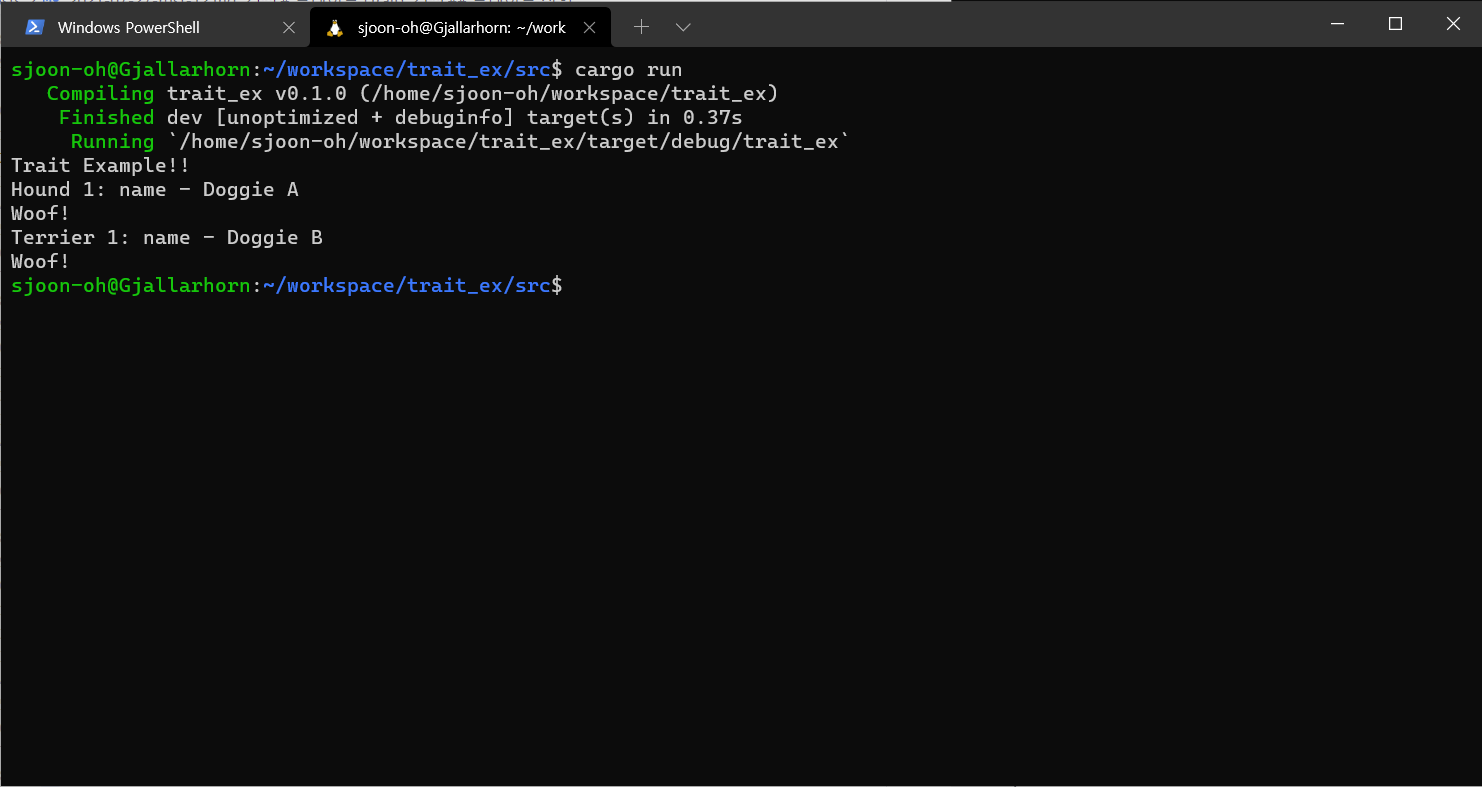 Windows PowerShell
sjoon-oh@Gjallarhorn: ~/work
sjoon-oh@Gjallarhorn:~/workspace/trait_ex/src$ cargo run
   Compiling trait_ex v0.1.0 (/home/sjoon-oh/workspace/trait_ex)
    Finished dev [unoptimized + debuginfo] target(s) in 0.37s
     Running `/home/sjoon-oh/workspace/trait_ex/target/debug/trait_ex`
Trait Example!!
Hound 1: name - Doggie A
Woof!
Terrier 1: name - Doggie B
Woof!
sjoon-oh@Gjallarhorn:~/workspace/trait_ex/src$